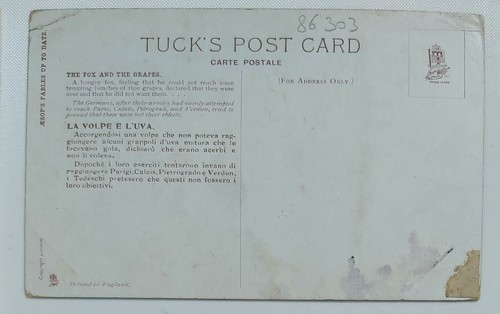 86303
TUCK'S POST CARD
CARTE POSTALE
(FOR ADDRESS ONLY.)
ÆSOP'S FABLES UP TO DATE.
THE FOX AND THE GRAPES.
A hungry fox, finding that he could not reach some
tempting bunches of ripe grapes, declared that they were
sour and that he did not want them. . . .
The Germans, after their armies had vainly attempted
to reach Paris, Calais, Petrograd, and Verdun, tried to
pretend that these were not their objects.
LA VOLPE E L'UVA.
Accorgendosi una volpe che non poteva rag-
giungere alcuni grappoli d'uva matura che le
facevano gola, dichiarò che erano acerbi e
non li voleva.
Dopochè i loro eserciti tentarono invano di
raggiungere Parigi, Calais, Pietrogrado e Verdun,
i Tedeschi pretesero che questi non fossero i
loro obiettivi.
Printed in England.